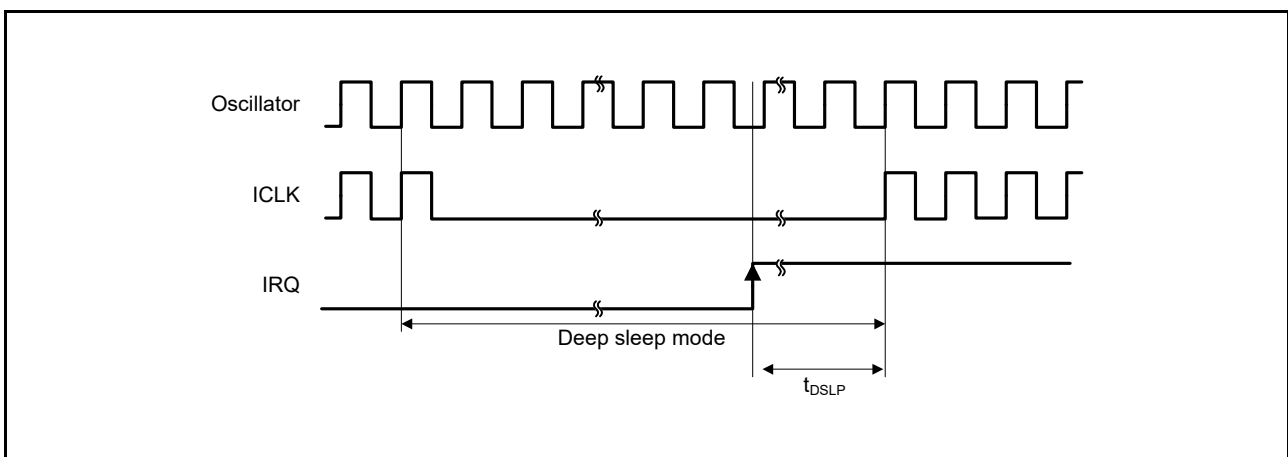 Oscillator
ICLK
IRQ
Deep sleep mode
tDSLP